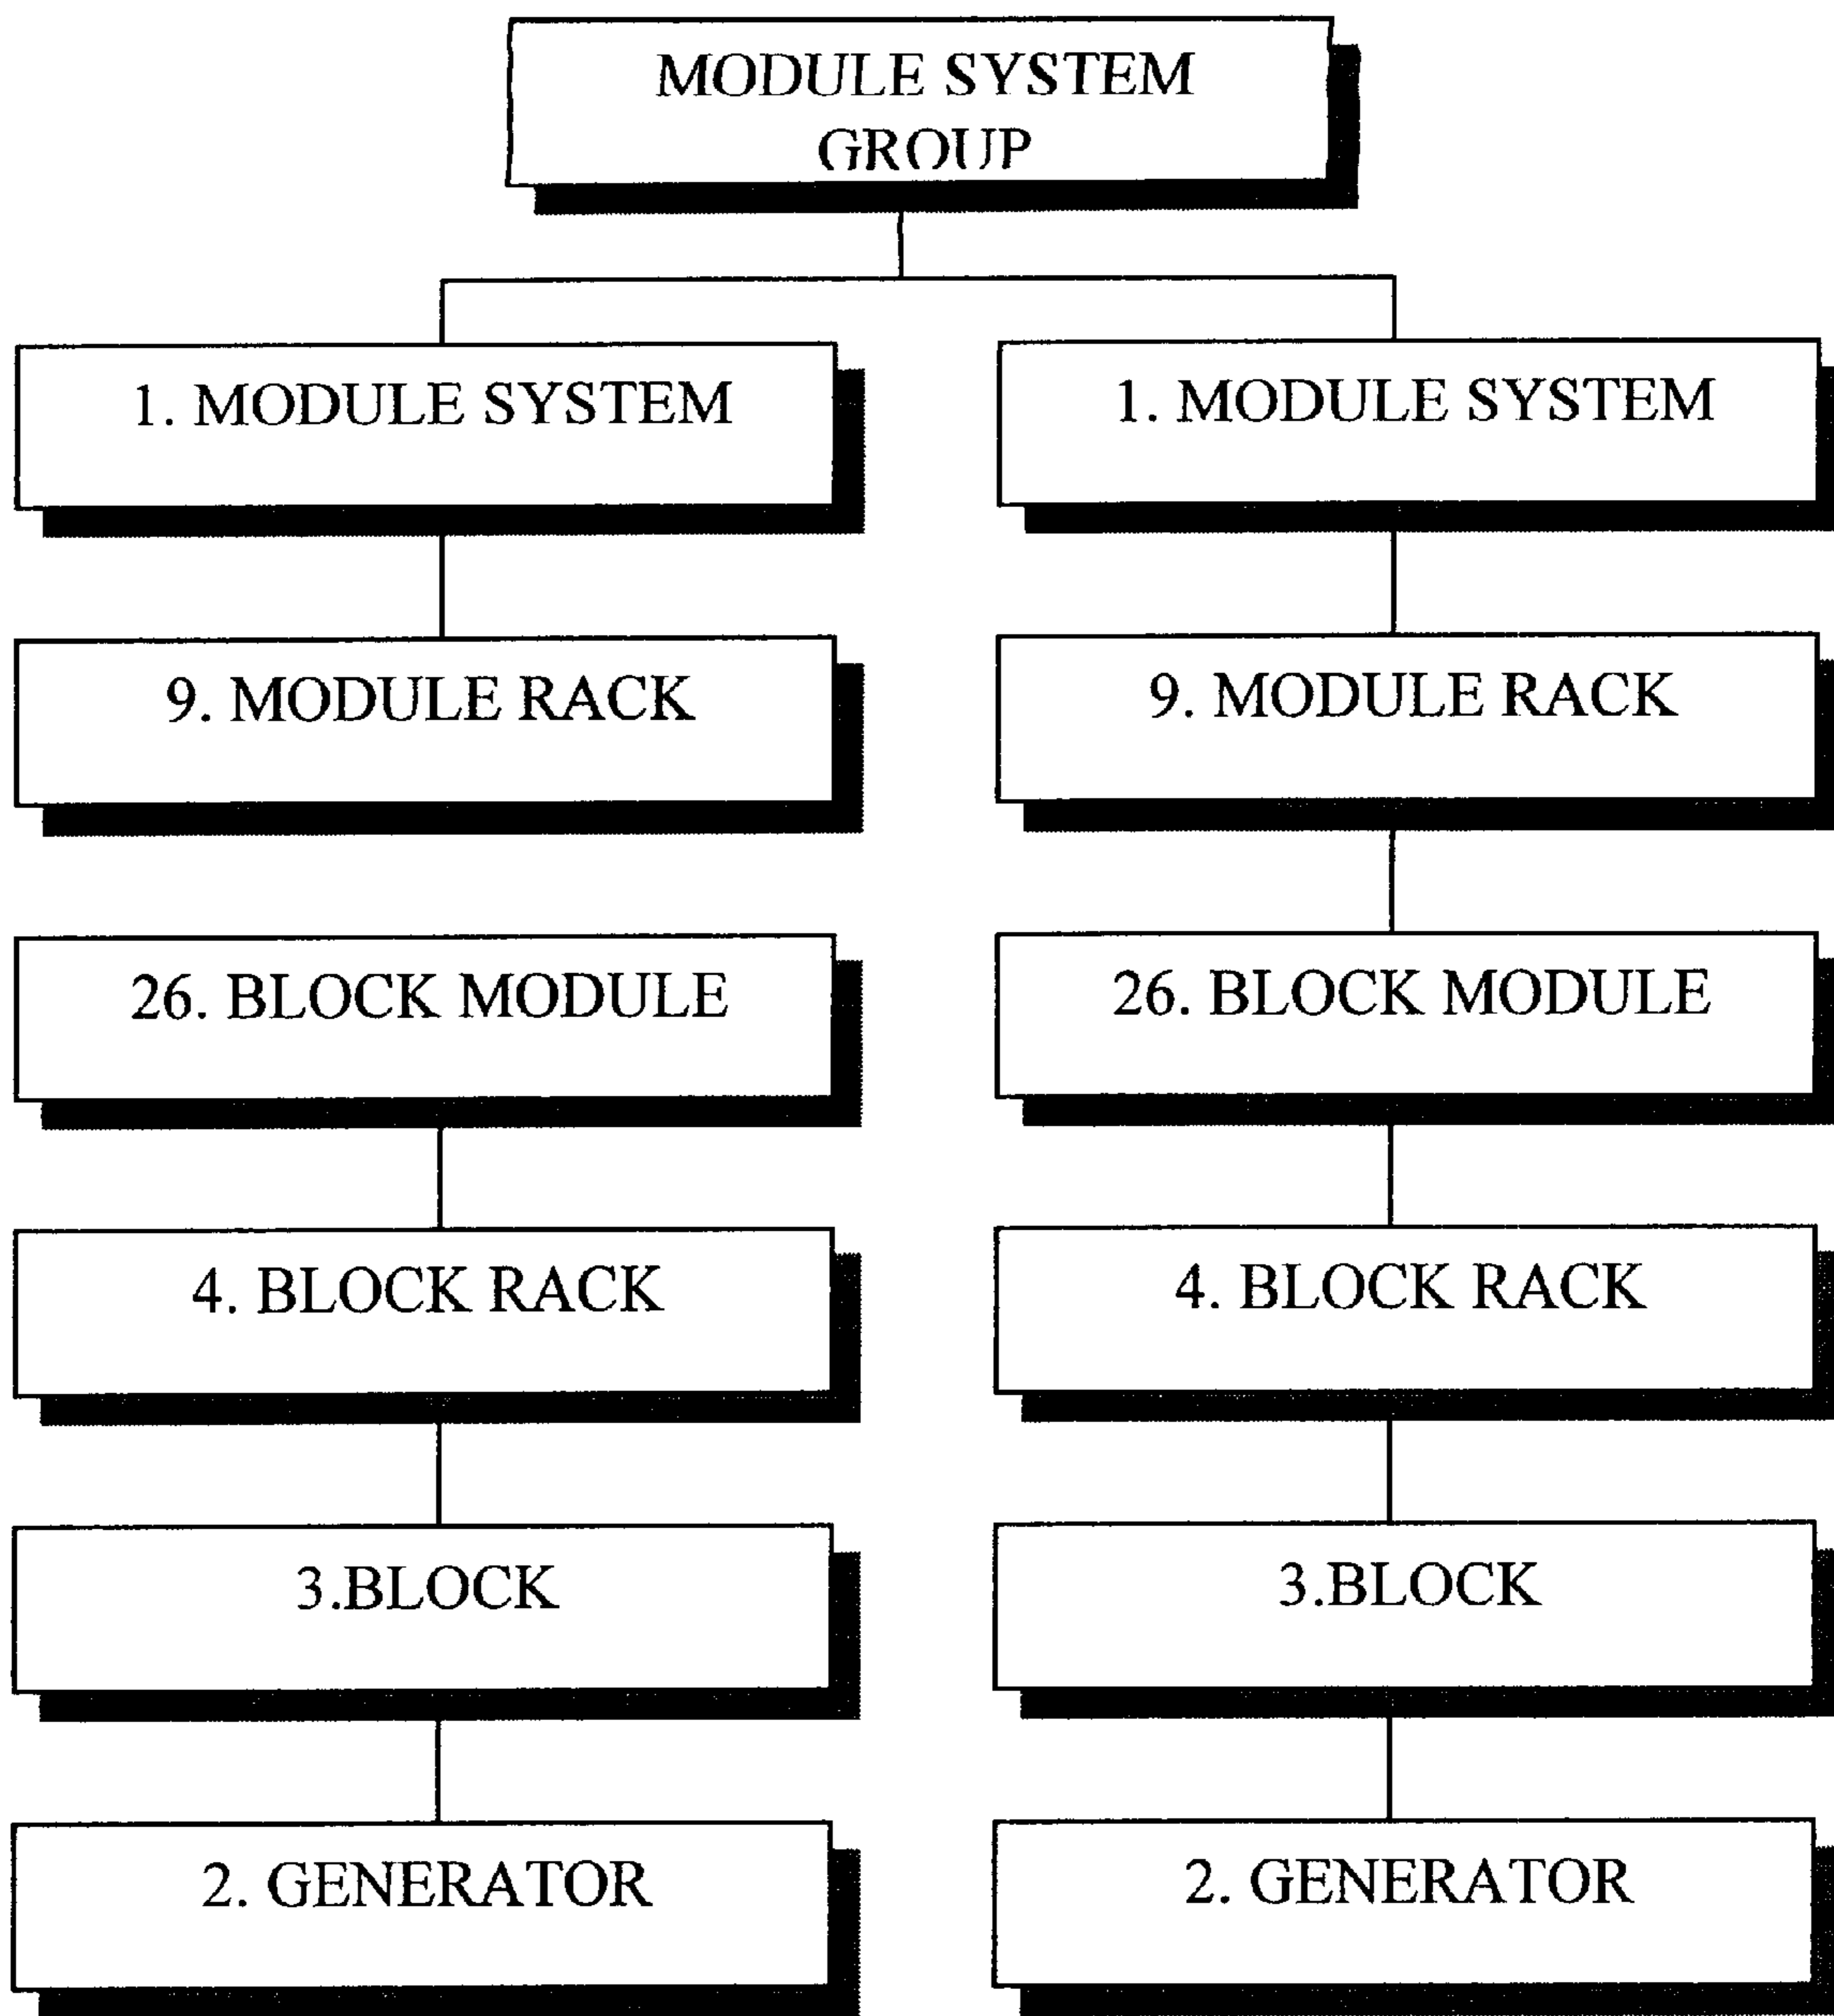 MODULE SYSTEM
GROUP
1. MODULE SYSTEM
1. MODULE SYSTEM
9. MODULE RACK
9. MODULE RACK
26. BLOCK MODULE
26. BLOCK MODULE
4. BLOCK RACK
4. BLOCK RACK
3.BLOCK
3.BLOCK
2. GENERATOR
2. GENERATOR